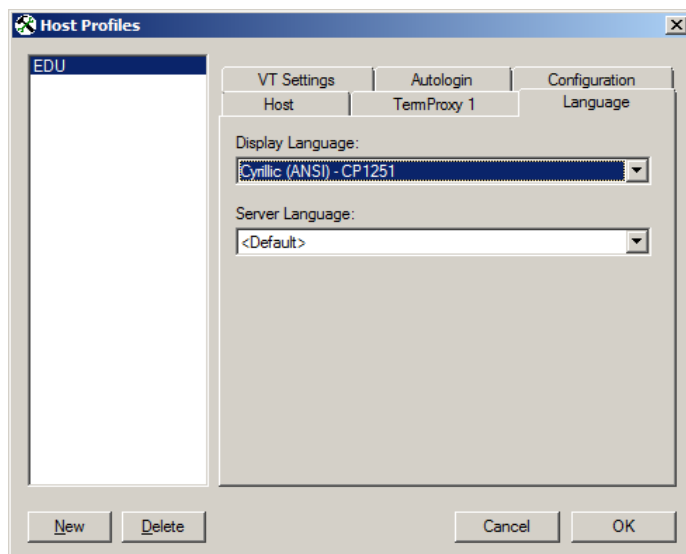 Host Profiles
EDU
VT Settings
Autologin
Configuration
Host
TermProxy 1
Language
Display Language:
Cyrillic (ANSI) - CP1251
Server Language:
<Default>
New
Delete
Cancel
OK